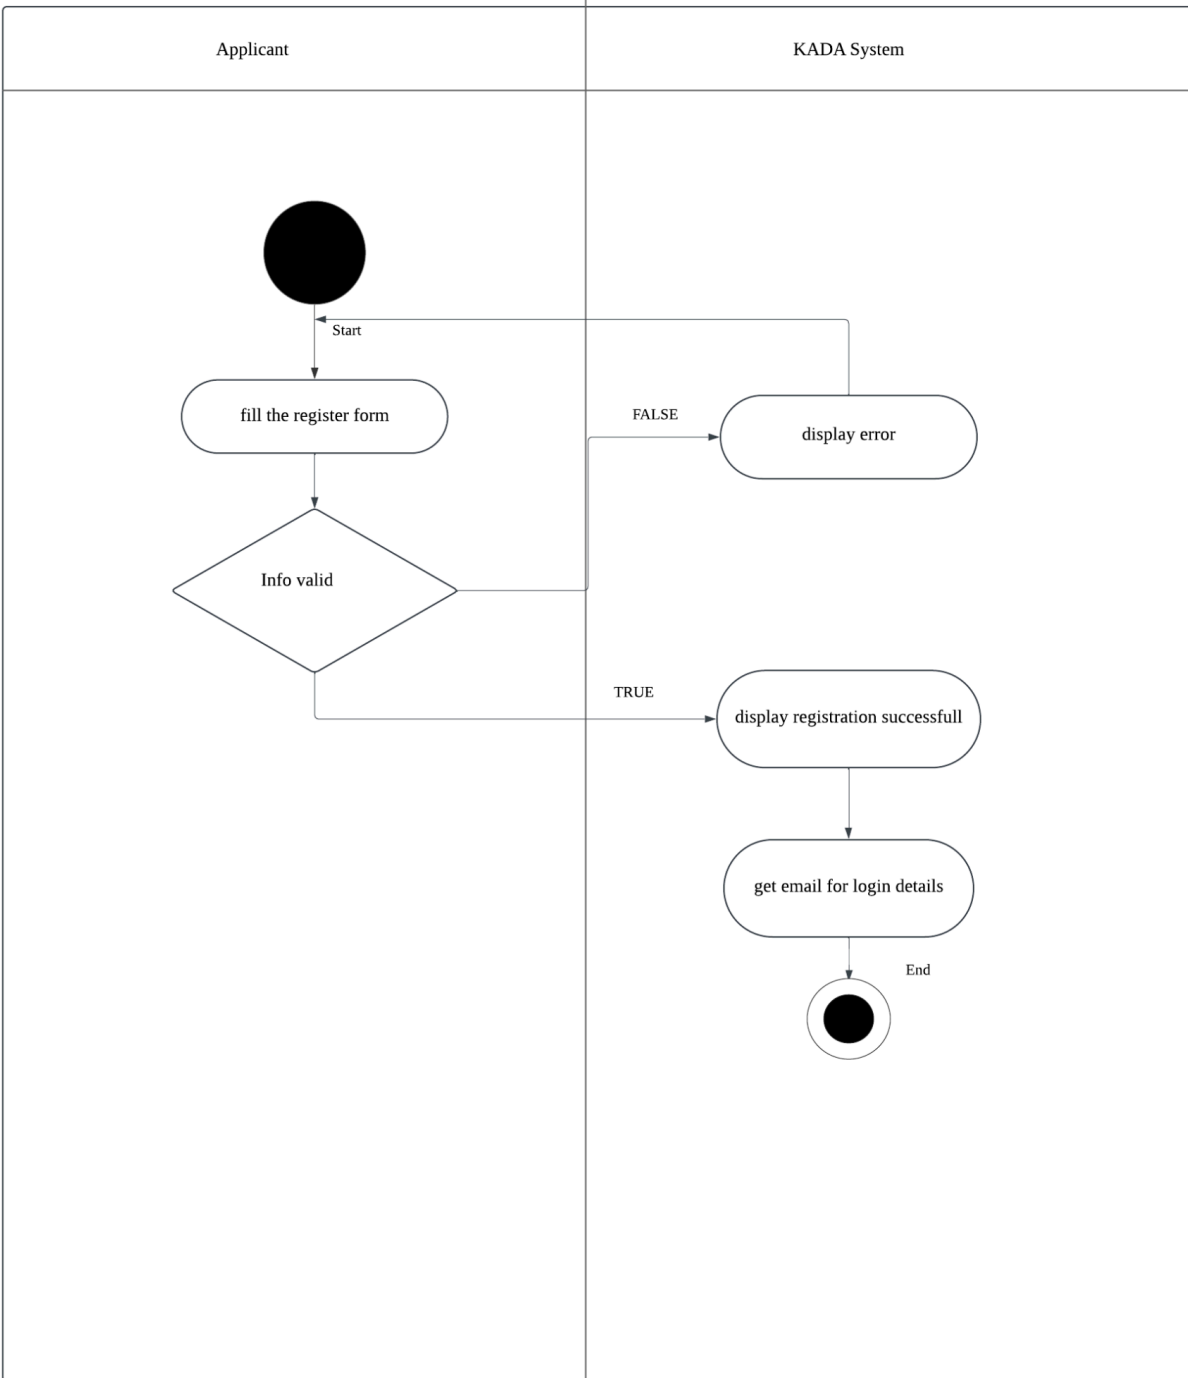 Applicant
KADA System
Start
fill the register form
FALSE
display error
Info valid
TRUE
display registration successfull
get email for login details
End